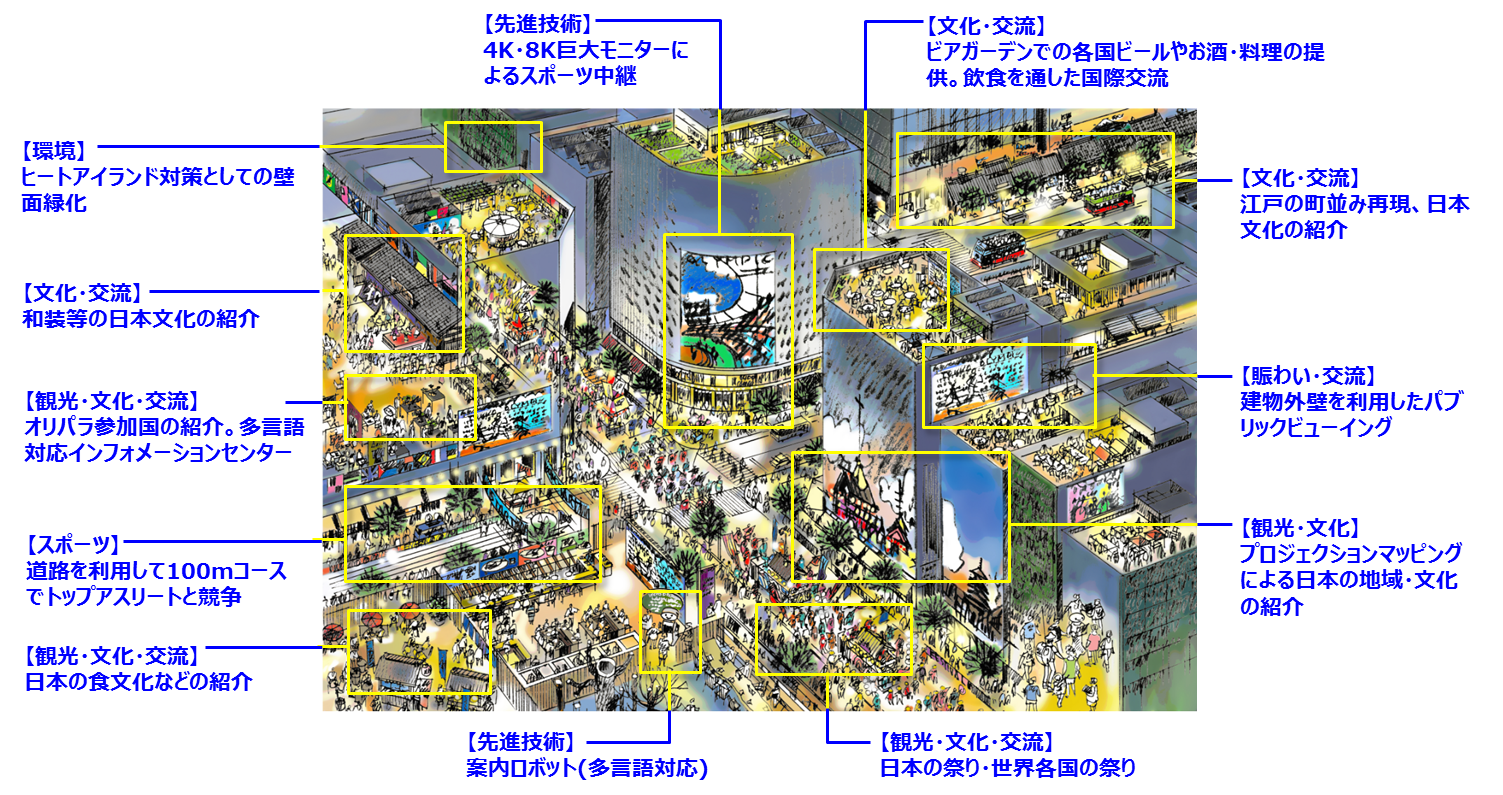 【先進技術】
4K・8K巨大モニターに
よるスポーツ中継
【文化・交流】
ビアガーデンでの各国ビールやお酒・料理の提
供。飲食を通した国際交流
【環境】
ヒートアイランド対策としての壁
面緑化
【文化・交流】
江戸の町並み再現、日本
文化の紹介
【文化・交流】
和装等の日本文化の紹介
【賑わい・交流】
建物外壁を利用したパブ
リックビューイング
【観光・文化・交流】
オリパラ参加国の紹介。多言語
対応インフォメーションセンター
【観光・文化】
プロジェクションマッピング
による日本の地域・文化
の紹介
【スポーツ】
道路を利用して100mコース
でトップアスリートと競争
【観光・文化・交流】
日本の食文化などの紹介
【先進技術】
案内ロボット(多言語対応)
【観光・文化・交流】
日本の祭り・世界各国の祭り